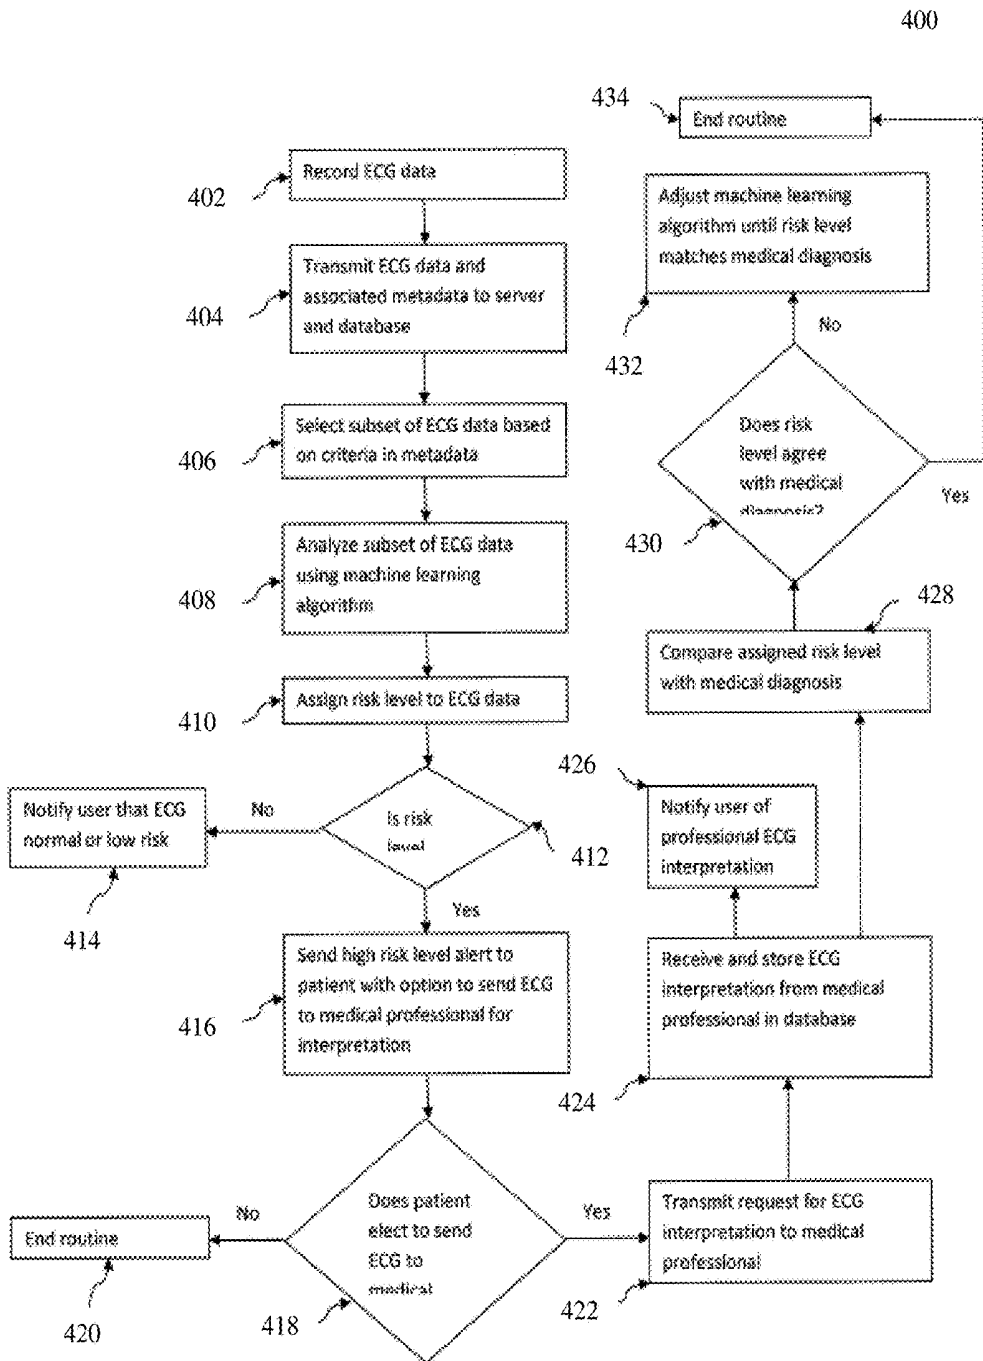 400
434
End routine
Record ECG data
402
Adjust machine learning
algorithm until risk level
matches medical diagnosis
Transmit ECG data and
associated metadata to server
and database
404
No
432
Select subset of ECG data based
on criteria in metadata
406
Does risk
level agree
with medical
diagnosis?
Yes
430
Analyze subset of ECG data
using machine learning
algorithm
408
428
Compare assigned risk level
with medical diagnosis
Assign risk level to ECG data
410
426
Notify user of
professional ECG
interpretation
Notify user that ECG
normal or low risk
No
Is risk
level
412
414
Yes
Send high risk level alert to
patient with option to send ECG
to medical professional for
interpretation
416
Receive and store ECG
interpretation from medical
professional in database
424
Does patient
elect to send
ECG to
medical
No
Yes
End routine
Transmit request for ECG
interpretation to medical
professional
422
418
420